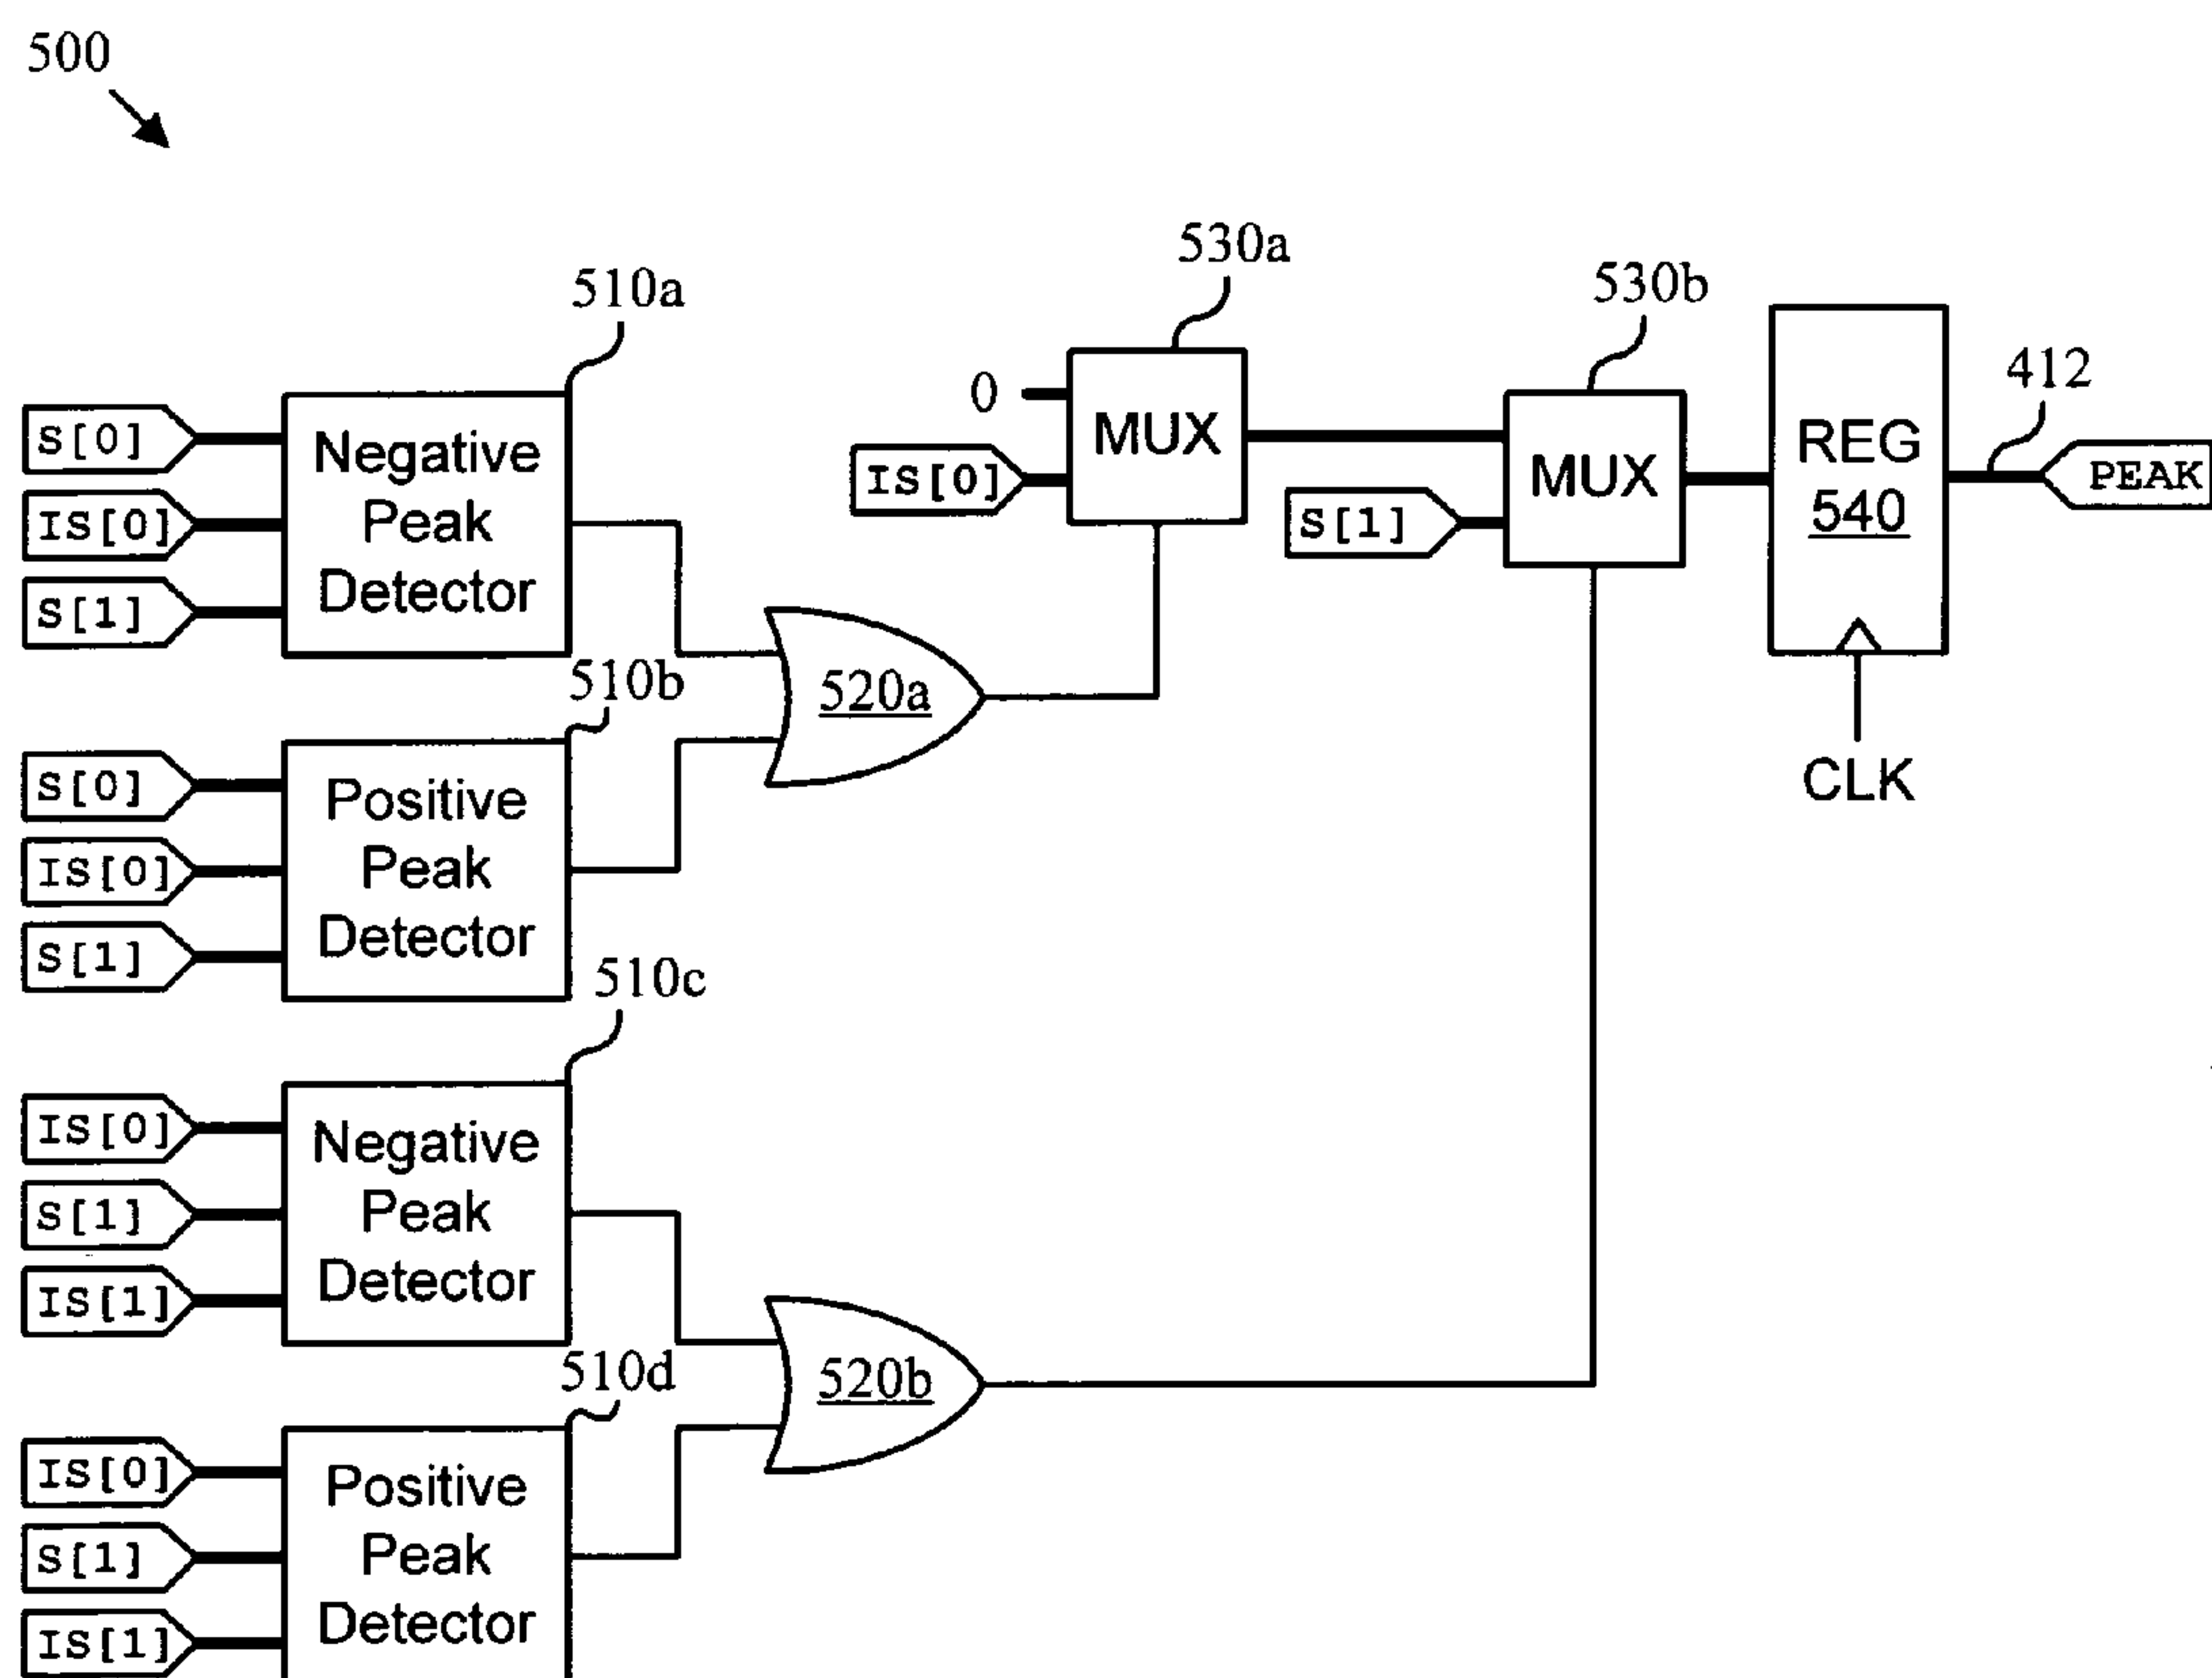 500
530a
530b
510a
412
S[0]
IS[0]
S[1]
Negative
Peak
Detector
0
IS[0]
MUX
S[1]
MUX
REG
540
PEAK
CLK
510b
520a
S[0]
IS[0]
S[1]
Positive
Peak
Detector
510c
IS[0]
S[1]
IS[1]
Negative
Peak
Detector
510d
520b
IS[0]
S[1]
IS[1]
Positive
Peak
Detector